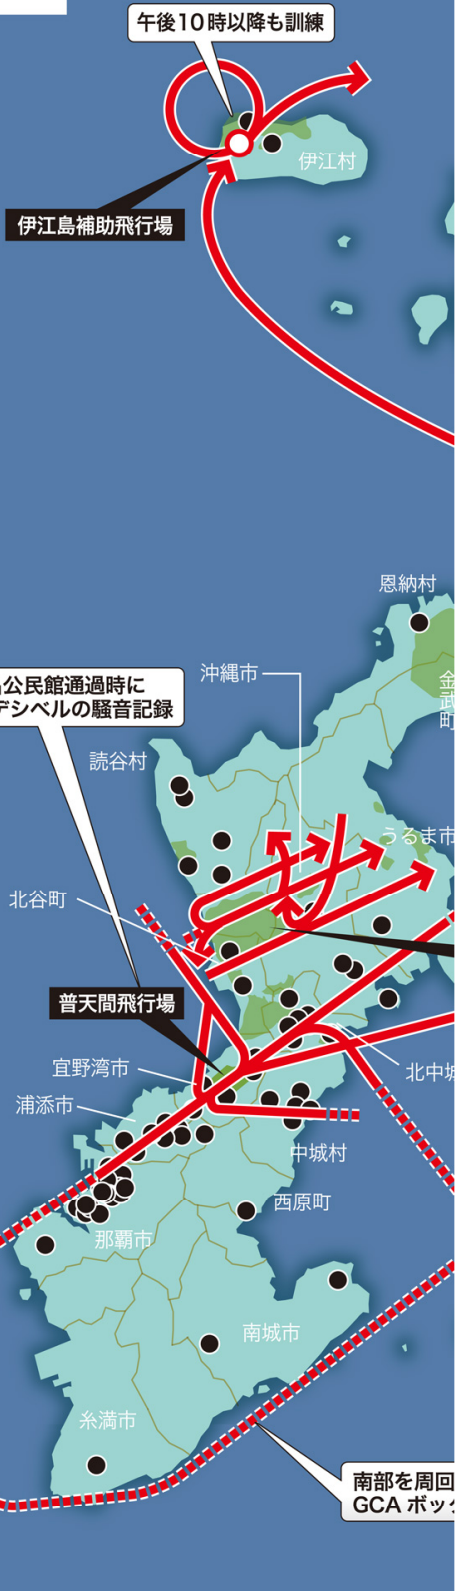 午後10時以降も訓練
伊江村
伊江島補助飛行場
恩納村
金武町
沖縄市
公民館通過時に
デシベルの騒音記録
読谷村
うるま市
北谷町
普天間飛行場
宜野湾市
北中城
浦添市
中城村
西原町
那覇市
南城市
糸満市
南部を周回
GCA ボック